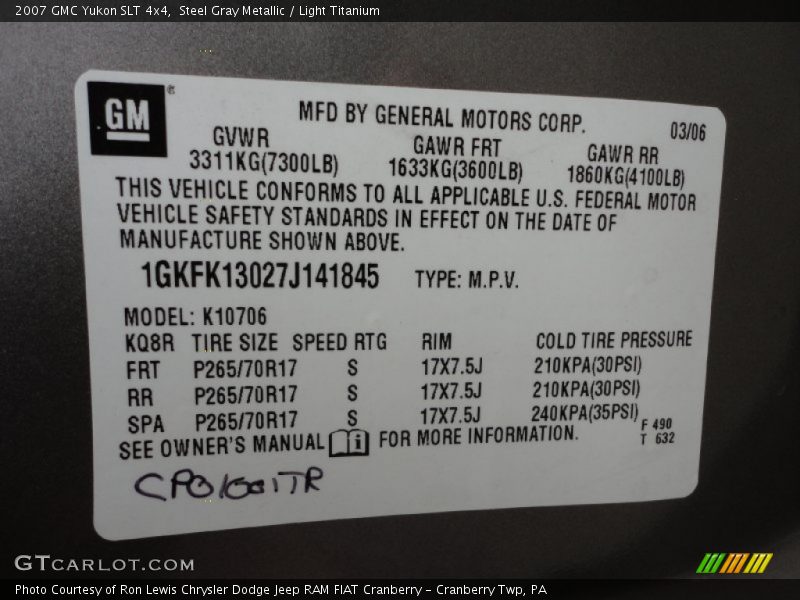 2007 GMC Yukon SLT 4x4, Steel Gray Metallic / Light Titanium
GM
MFD BY GENERAL MOTORS CORP. 03/06
GVWR GAWR FRT GAWR RR
3311KG(7300LB) 1633KG(3600LB) 1860KG(4100LB)
THIS VEHICLE CONFORMS TO ALL APPLICABLE U.S. FEDERAL MOTOR
VEHICLE SAFETY STANDARDS IN EFFECT ON THE DATE OF
MANUFACTURE SHOWN ABOVE.
1GKFK13027J141845 TYPE: M.P.V.
MODEL: K10706
KQ8R TIRE SIZE SPEED RTG RIM COLD TIRE PRESSURE
FRT P265/70R17 S 17X7.5J 210KPA(30PSI)
RR P265/70R17 S 17X7.5J 210KPA(30PSI)
SPA P265/70R17 S 17X7.5J 240KPA(35PSI)
F 490
T 632
SEE OWNER'S MANUAL i FOR MORE INFORMATION.
GTCARLOT.COM
Photo Courtesy of Ron Lewis Chrysler Dodge Jeep RAM FIAT Cranberry - Cranberry Twp, PA